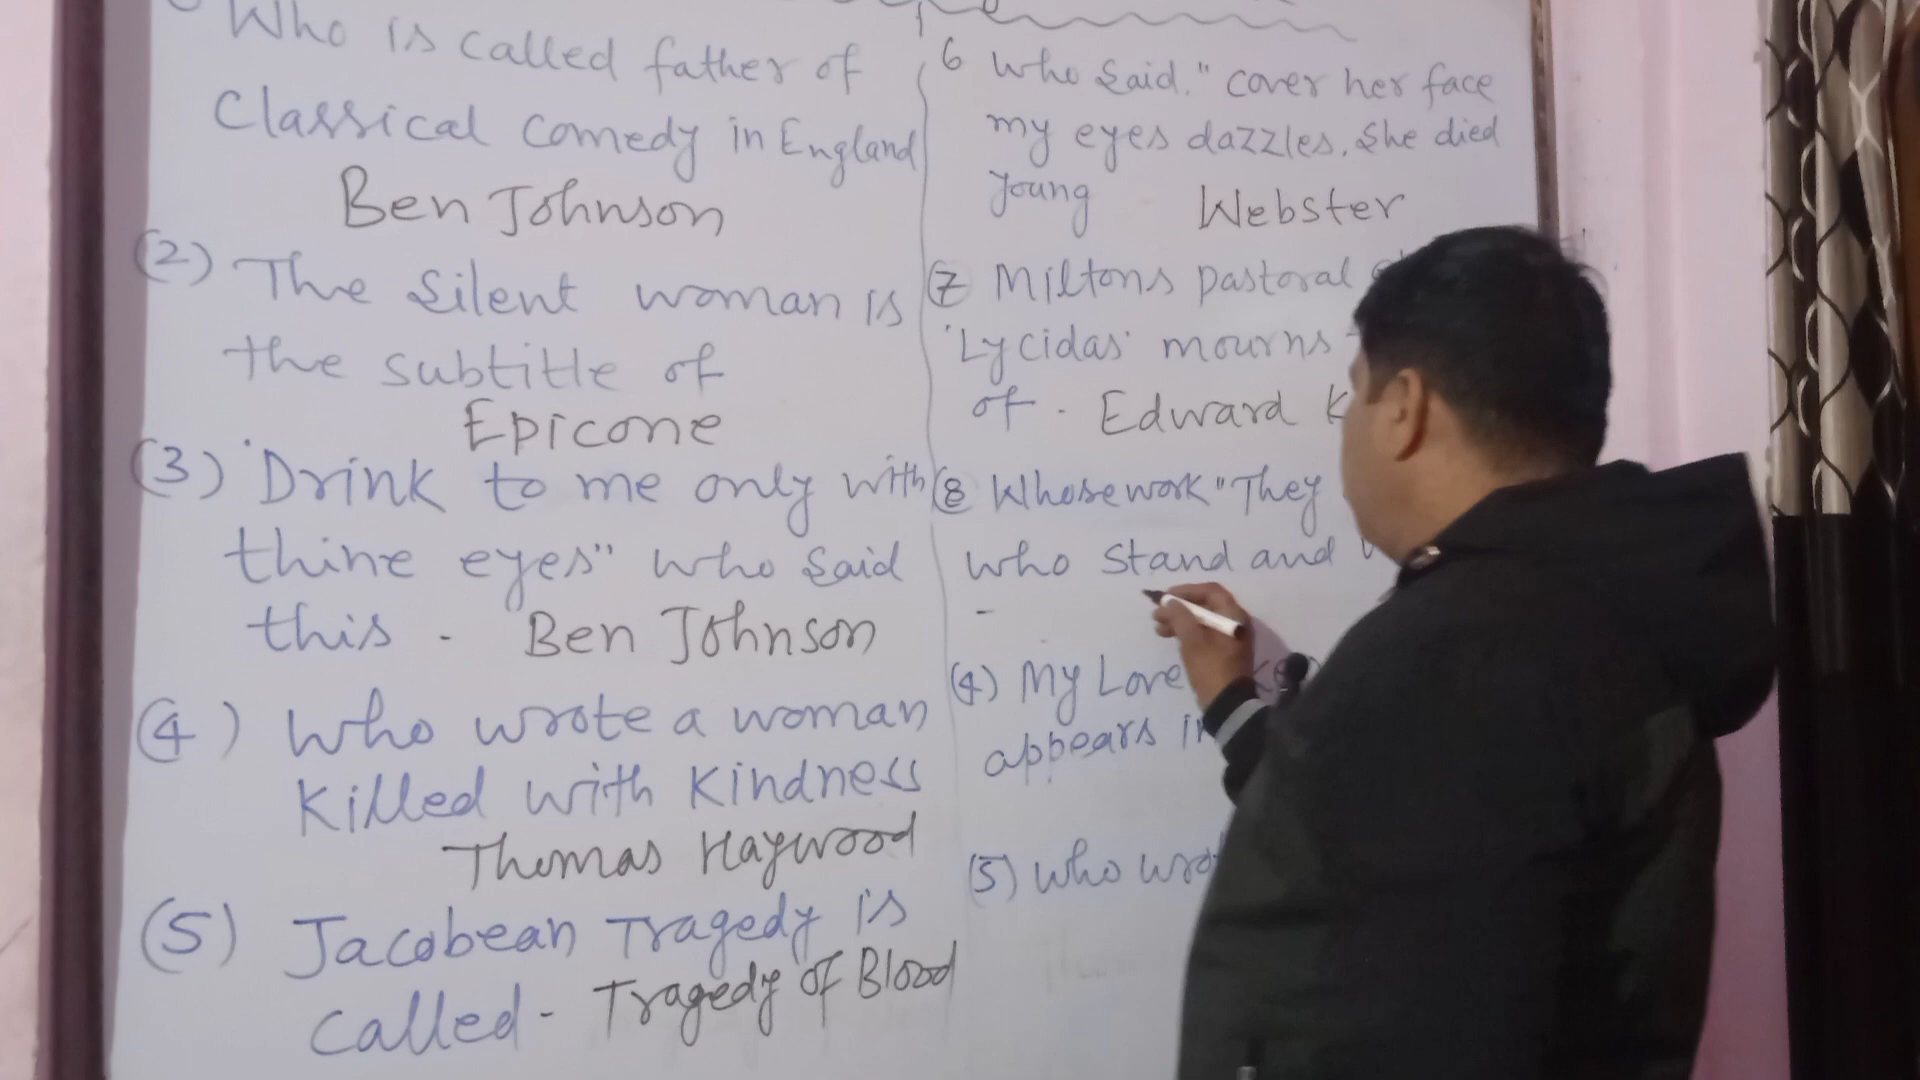 Who is called father of
Classical comedy in England
Ben Johnson
(2) The Silent woman is
the subtitle of
Epicone
(3) 'Drink to me only with
thine eyes" who Said
this - Ben Johnson
(4) who wrote a woman
killed with kindness
Thomas Haywood
(5) Jacobean Tragedy is
called - Tragedy of Blood
6 Who Said." cover her face
my eyes dazzles. She died
young Webster
7 Miltons pastoral
'Lycidas' mourns
of - Edward
8 Whose work "They
who stand and
-
(4) My Love
appears in
(5) who